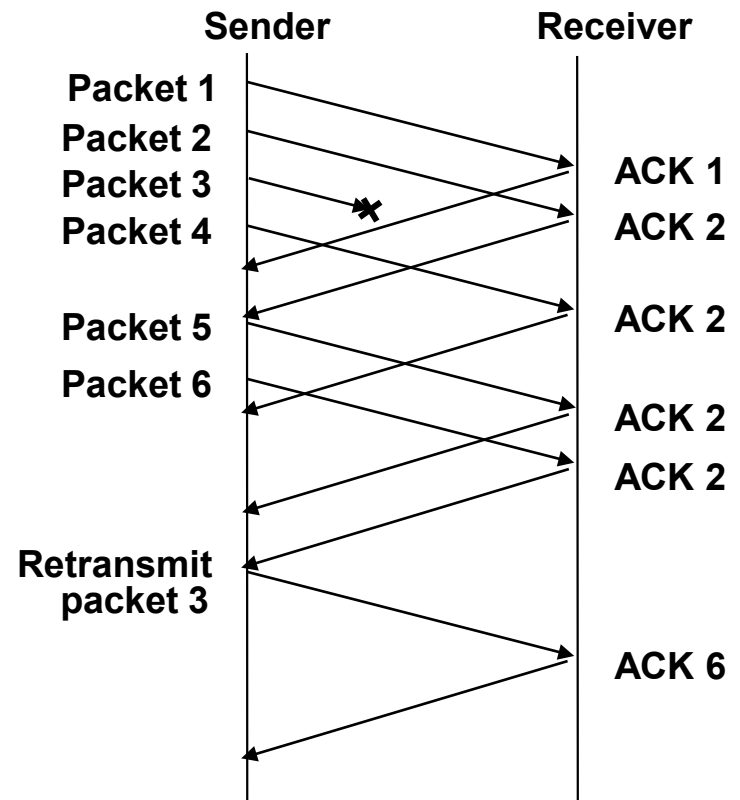 Sender Receiver
Packet 1
Packet 2
Packet 3
Packet 4
Packet 5
Packet 6
Retransmit
packet 3
ACK 1
ACK 2
ACK 2
ACK 2
ACK 2
ACK 6